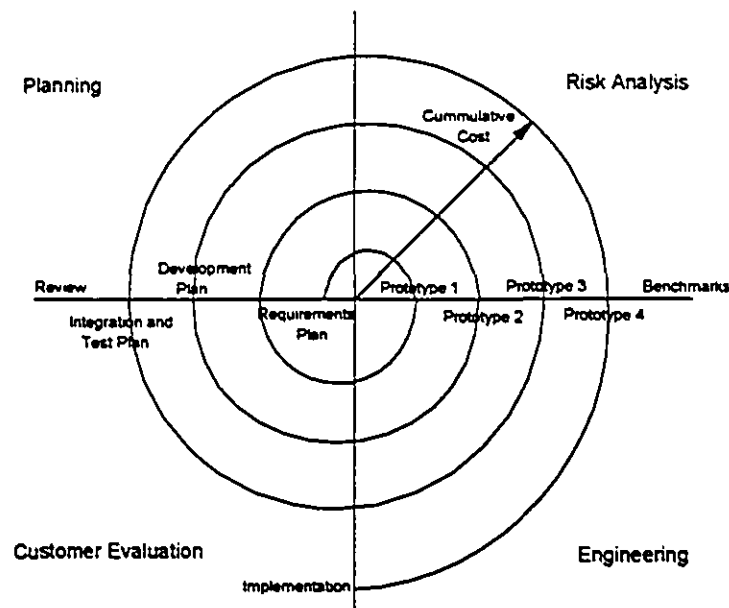 Planning
Risk Analysis
Cummulative
Cost
Review
Development
Plan
Prototype 1
Prototype 3
Benchmarks
Integration and
Test Plan
Requirements
Plan
Prototype 2
Prototype 4
Customer Evaluation
Engineering
Implementation